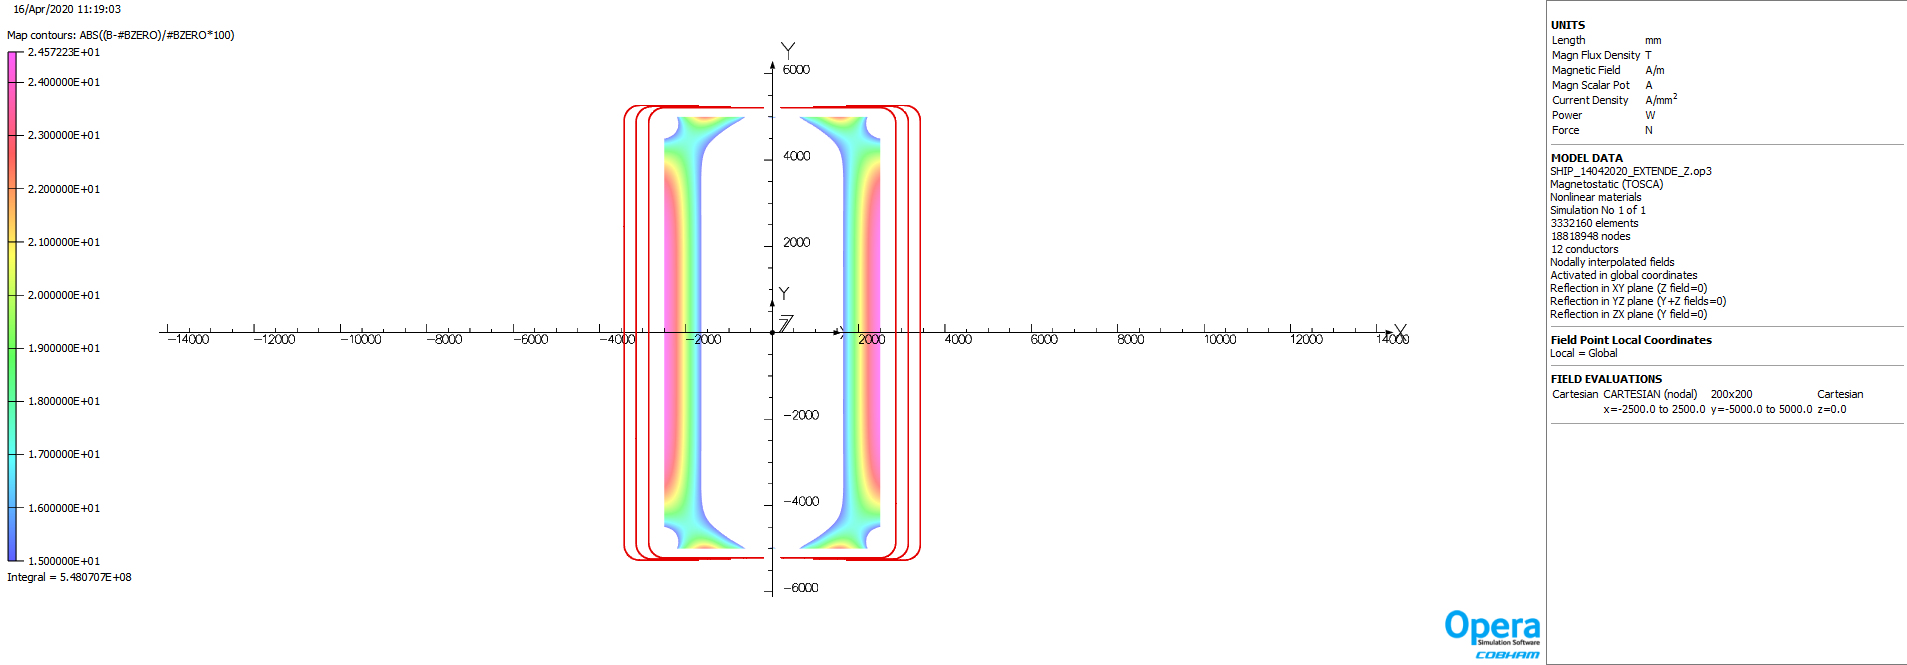 16/Apr/2020 11:19:03
Map contours: ABS((B-#BZERO)/#BZERO*100)
2.457223E+01
2.400000E+01
2.300000E+01
2.200000E+01
2.100000E+01
2.000000E+01
1.900000E+01
1.800000E+01
1.700000E+01
1.600000E+01
1.500000E+01
Integral = 5.480707E+08
Y
6000
4000
2000
Y
Z
X
−14000
−12000
−10000
−8000
−6000
−4000
−2000
2000
4000
6000
8000
10000
12000
14000
X
−2000
−4000
−6000
UNITS
Length mm
Magn Flux Density T
Magnetic Field A/m
Magn Scalar Pot A
Current Density A/mm²
Power W
Force N
MODEL DATA
SHIP_14042020_EXTENDE_Z.op3
Magnetostatic (TOSCA)
Nonlinear materials
Simulation No 1 of 1
3332160 elements
18818948 nodes
12 conductors
Nodally interpolated fields
Activated in global coordinates
Reflection in XY plane (Z field=0)
Reflection in YZ plane (Y+Z fields=0)
Reflection in ZX plane (Y field=0)
Field Point Local Coordinates
Local = Global
FIELD EVALUATIONS
Cartesian CARTESIAN (nodal) 200x200 Cartesian
x=-2500.0 to 2500.0 y=-5000.0 to 5000.0 z=0.0
Opera
Simulation Software
COBHAM